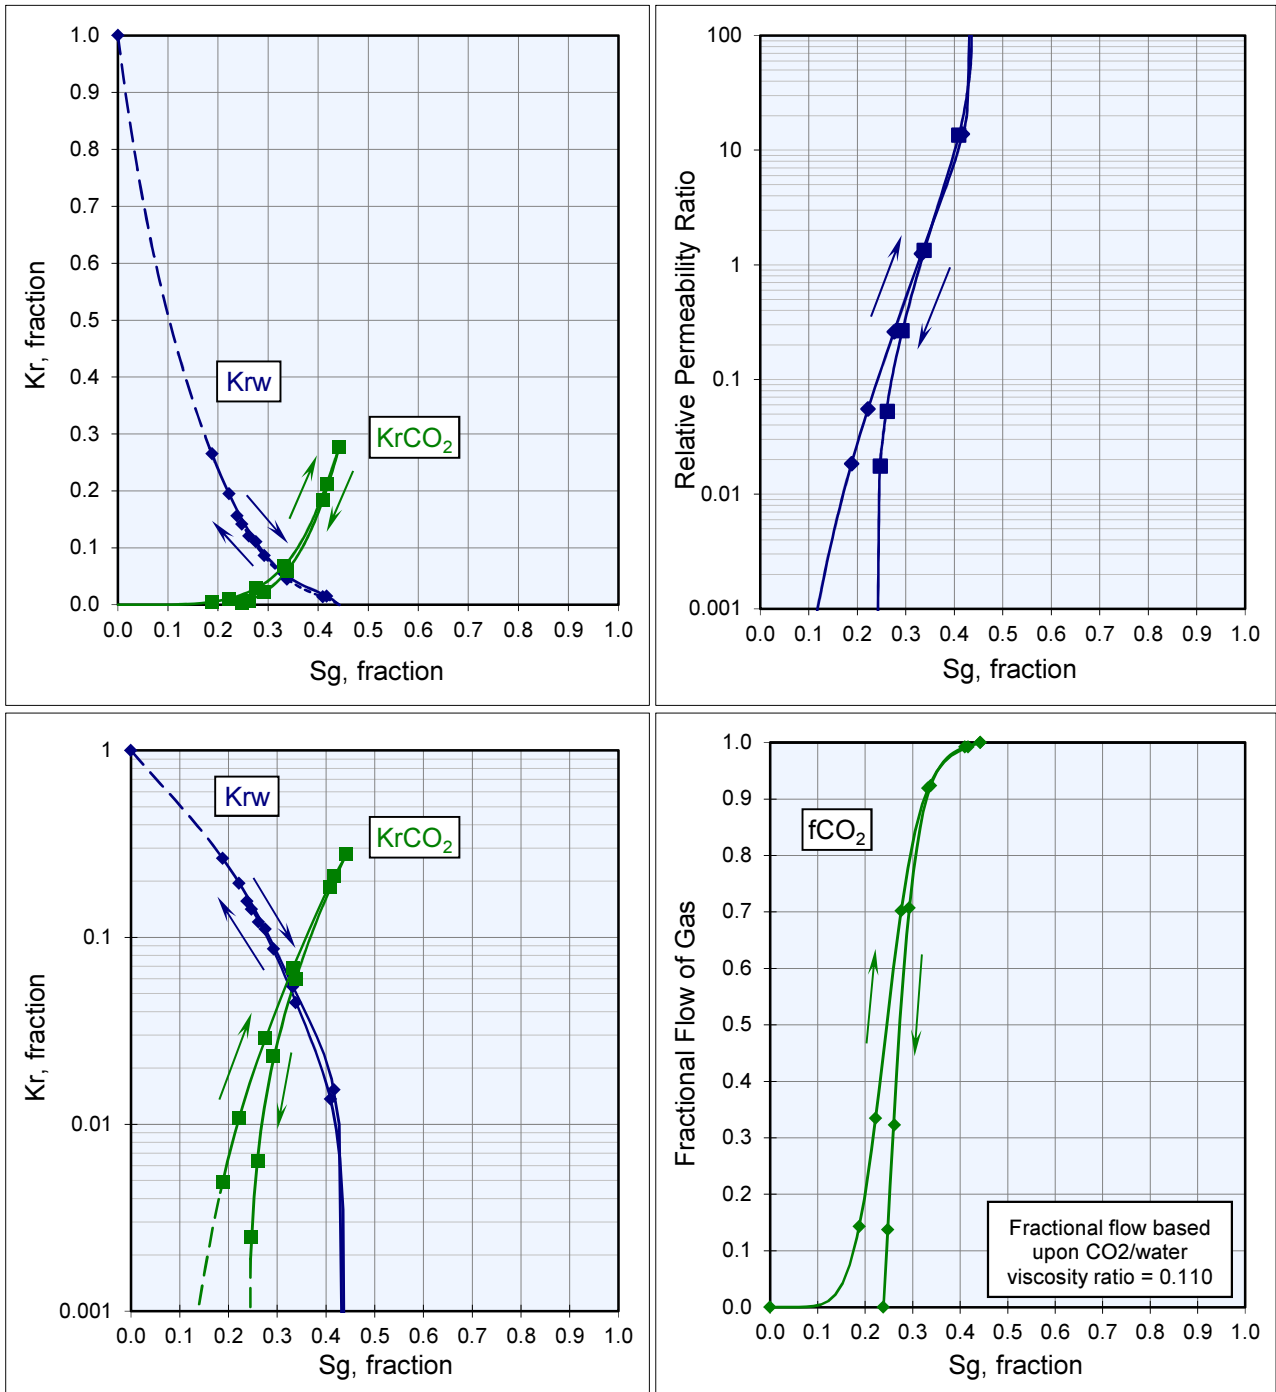 1.0
0.9
0.8
0.7
0.6
0.5
0.4
0.3
0.2
0.1
0.0
Kr, fraction
Krw
KrCO₂
0.0 0.1 0.2 0.3 0.4 0.5 0.6 0.7 0.8 0.9 1.0
Sg, fraction
100
10
1
0.1
0.01
0.001
Relative Permeability Ratio
0.0 0.1 0.2 0.3 0.4 0.5 0.6 0.7 0.8 0.9 1.0
Sg, fraction
1
0.1
0.01
0.001
Kr, fraction
Krw
KrCO₂
0.0 0.1 0.2 0.3 0.4 0.5 0.6 0.7 0.8 0.9 1.0
Sg, fraction
1.0
0.9
0.8
0.7
0.6
0.5
0.4
0.3
0.2
0.1
0.0
Fractional Flow of Gas
fCO₂
Fractional flow based
upon CO2/water
viscosity ratio = 0.110
0.0 0.1 0.2 0.3 0.4 0.5 0.6 0.7 0.8 0.9 1.0
Sg, fraction